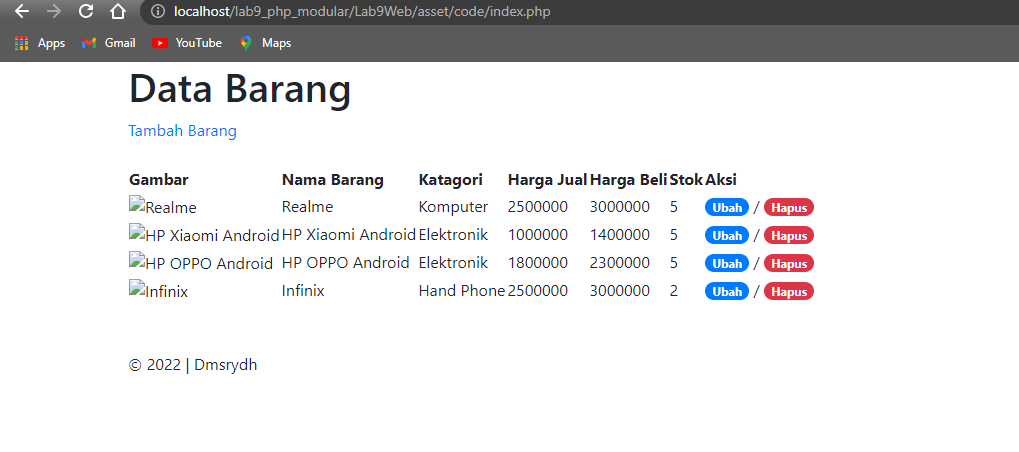 localhost/lab9_php_modular/Lab9Web/asset/code/index.php
Apps Gmail YouTube Maps
Data Barang
Tambah Barang
Gambar Nama Barang Katagori Harga Jual Harga Beli Stok Aksi
Realme Realme Komputer 2500000 3000000 5 Ubah / Hapus
HP Xiaomi Android HP Xiaomi Android Elektronik 1000000 1400000 5 Ubah / Hapus
HP OPPO Android HP OPPO Android Elektronik 1800000 2300000 5 Ubah / Hapus
Infinix Infinix Hand Phone 2500000 3000000 2 Ubah / Hapus
© 2022 | Dmsrydh